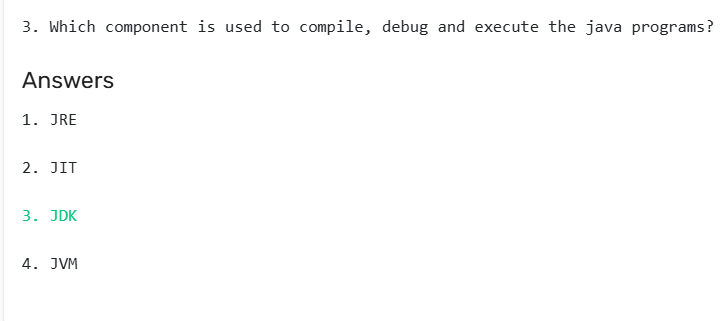 3. Which component is used to compile, debug and execute the java programs?
Answers
1. JRE
2. JIT
3. JDK
4. JVM